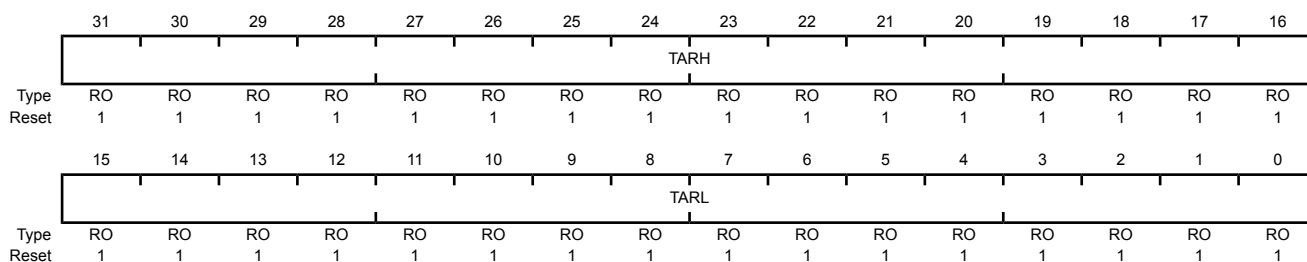 31 30 29 28 27 26 25 24 23 22 21 20 19 18 17 16
TARH
Type RO RO RO RO RO RO RO RO RO RO RO RO RO RO RO RO
Reset 1 1 1 1 1 1 1 1 1 1 1 1 1 1 1 1
15 14 13 12 11 10 9 8 7 6 5 4 3 2 1 0
TARL
Type RO RO RO RO RO RO RO RO RO RO RO RO RO RO RO RO
Reset 1 1 1 1 1 1 1 1 1 1 1 1 1 1 1 1